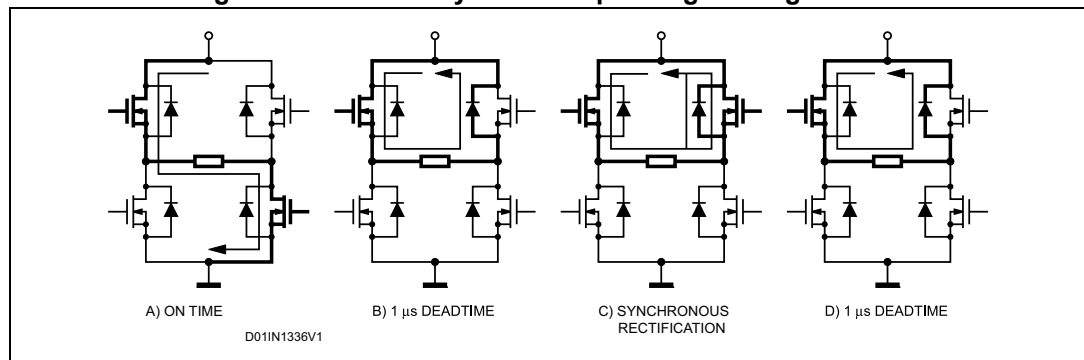 A) ON TIME
B) 1 μs DEADTIME
C) SYNCHRONOUS
RECTIFICATION
D) 1 μs DEADTIME
D01IN1336V1